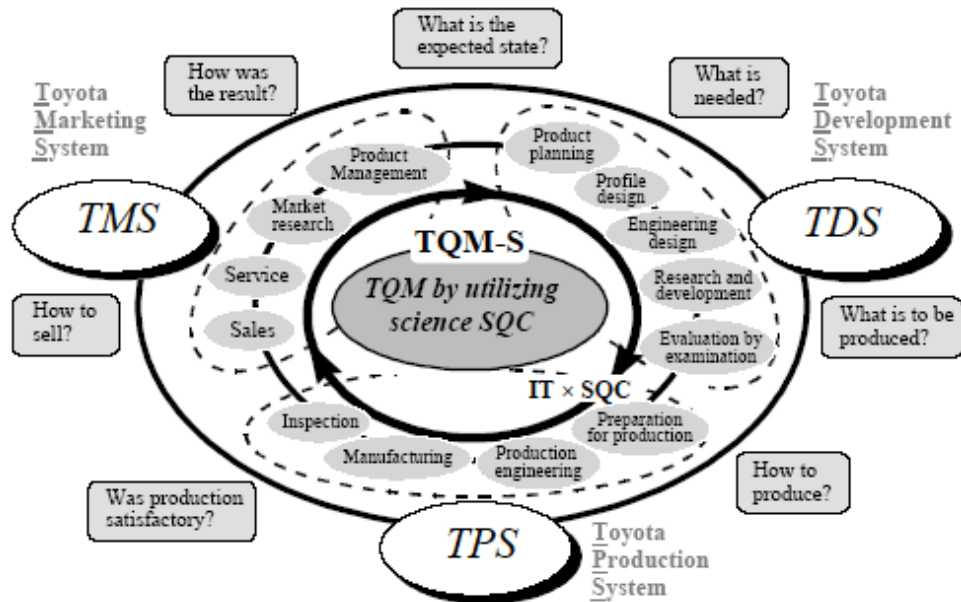 What is the
expected state?
How was
the result?
What is
needed?
Toyota
Marketing
System
Toyota
Development
System
Product
Management
Product
planning
Profile
design
Market
research
Engineering
design
TMS
TDS
TQM-S
TQM by utilizing
science SQC
Service
Research and
development
How to
sell?
Sales
What is to be
produced?
Evaluation by
examination
IT × SQC
Inspection
Preparation
for production
Manufacturing
Production
engineering
Was production
satisfactory?
How to
produce?
TPS
Toyota
Production
System